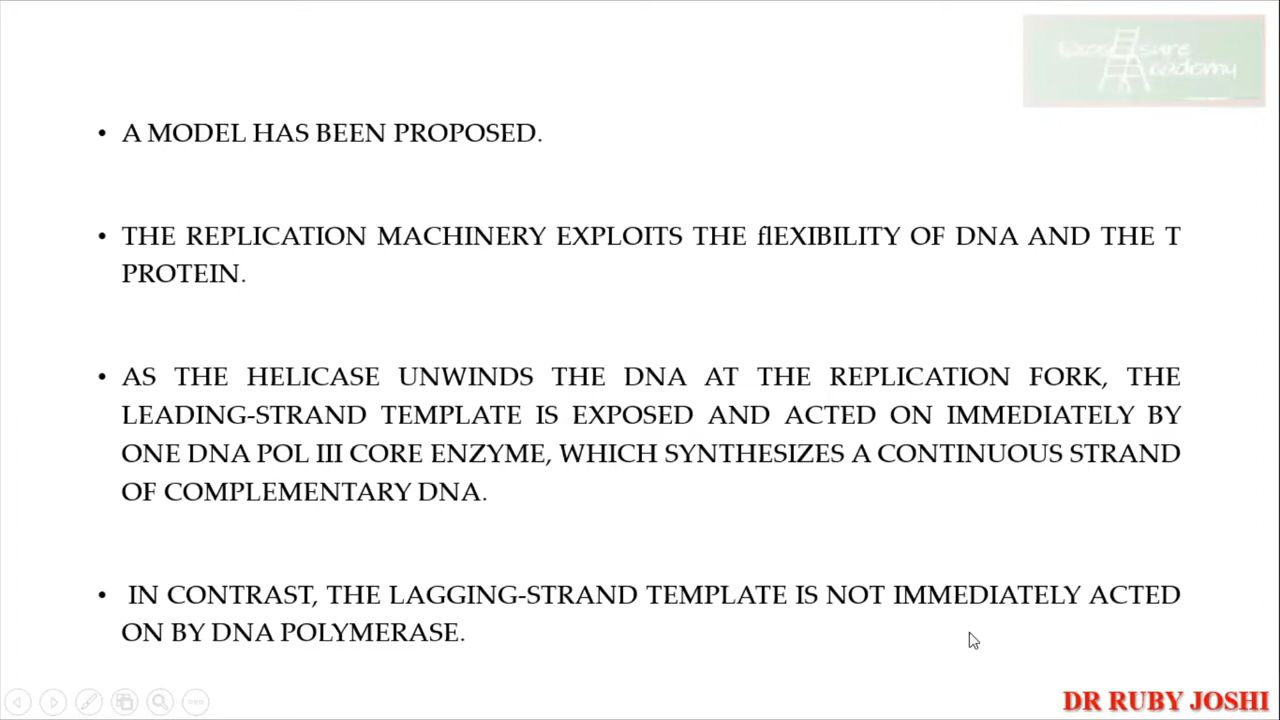 • A MODEL HAS BEEN PROPOSED.
• THE REPLICATION MACHINERY EXPLOITS THE flEXIBILITY OF DNA AND THE T
PROTEIN.
• AS THE HELICASE UNWINDS THE DNA AT THE REPLICATION FORK, THE
LEADING-STRAND TEMPLATE IS EXPOSED AND ACTED ON IMMEDIATELY BY
ONE DNA POL III CORE ENZYME, WHICH SYNTHESIZES A CONTINUOUS STRAND
OF COMPLEMENTARY DNA.
• IN CONTRAST, THE LAGGING-STRAND TEMPLATE IS NOT IMMEDIATELY ACTED
ON BY DNA POLYMERASE.
DR RUBY JOSHI